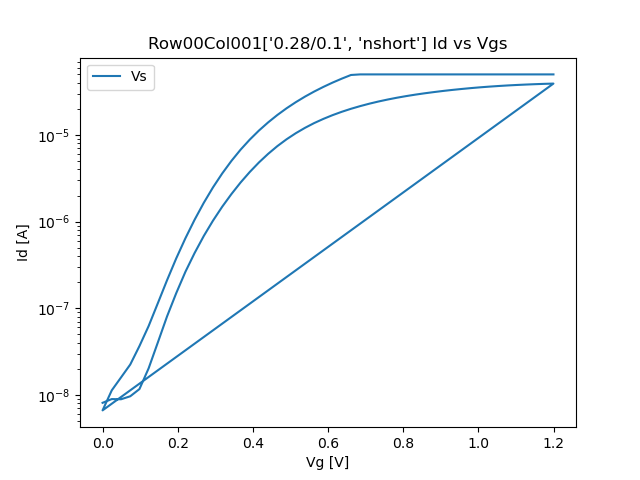 Row00Col001['0.28/0.1', 'nshort'] Id vs Vgs
Vs
10⁻⁵
10⁻⁶
10⁻⁷
10⁻⁸
Id [A]
0.0 0.2 0.4 0.6 0.8 1.0 1.2
Vg [V]